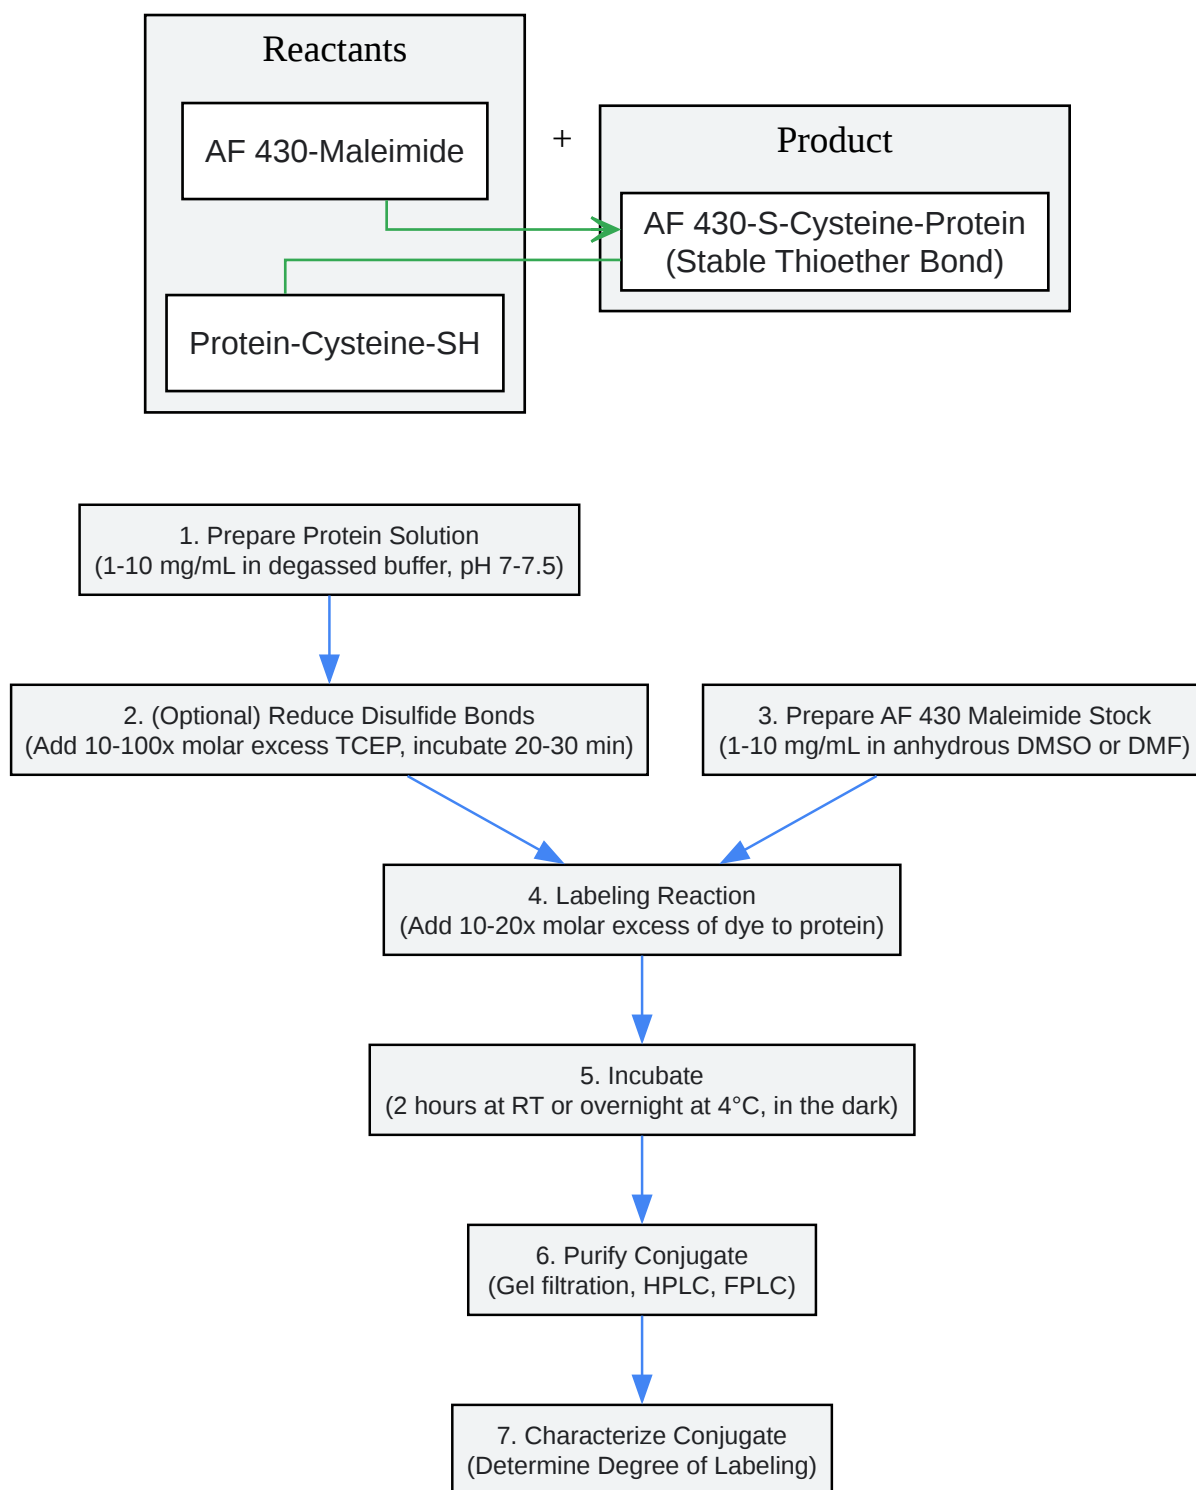 Reactants
AF 430-Maleimide
+
Product
AF 430-S-Cysteine-Protein
(Stable Thioether Bond)
Protein-Cysteine-SH
1. Prepare Protein Solution
(1-10 mg/mL in degassed buffer, pH 7-7.5)
2. (Optional) Reduce Disulfide Bonds
(Add 10-100x molar excess TCEP, incubate 20-30 min)
3. Prepare AF 430 Maleimide Stock
(1-10 mg/mL in anhydrous DMSO or DMF)
4. Labeling Reaction
(Add 10-20x molar excess of dye to protein)
5. Incubate
(2 hours at RT or overnight at 4°C, in the dark)
6. Purify Conjugate
(Gel filtration, HPLC, FPLC)
7. Characterize Conjugate
(Determine Degree of Labeling)